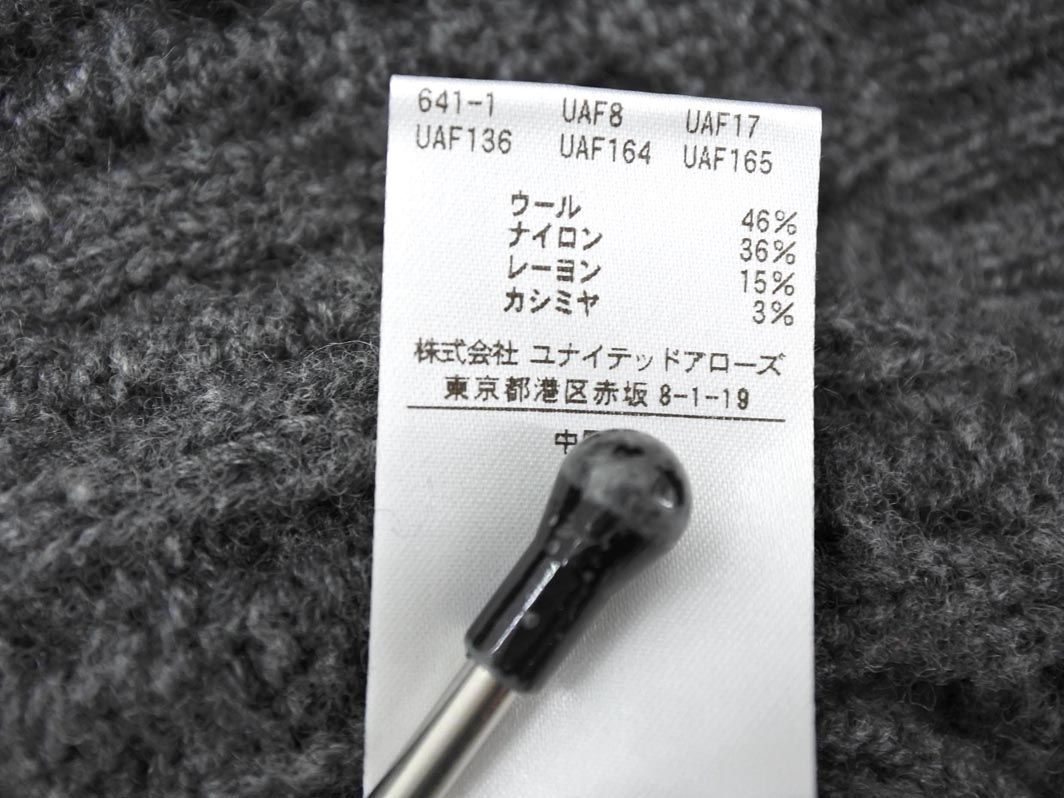 641-1 UAF8 UAF17
UAF136 UAF164 UAF165
ウール 46%
ナイロン 36%
レーヨン 15%
カシミヤ 3%
株式会社 ユナイテッドアローズ
東京都港区赤坂 8-1-19
中